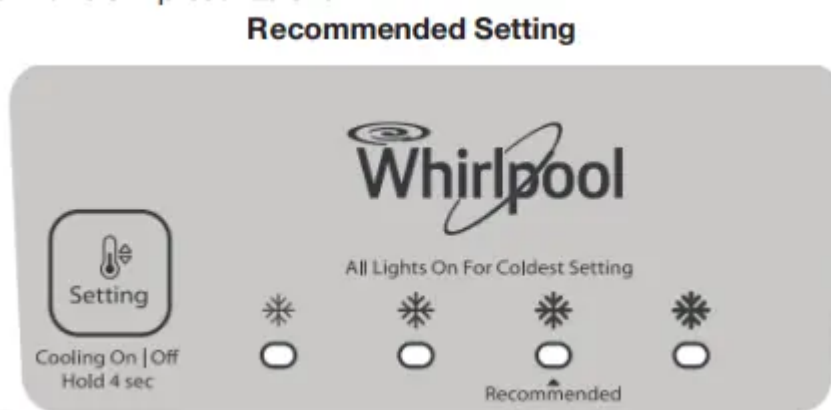 Recommended Setting
Whirlpool
All Lights On For Coldest Setting
Setting
Cooling On | Off
Hold 4 sec
Recommended